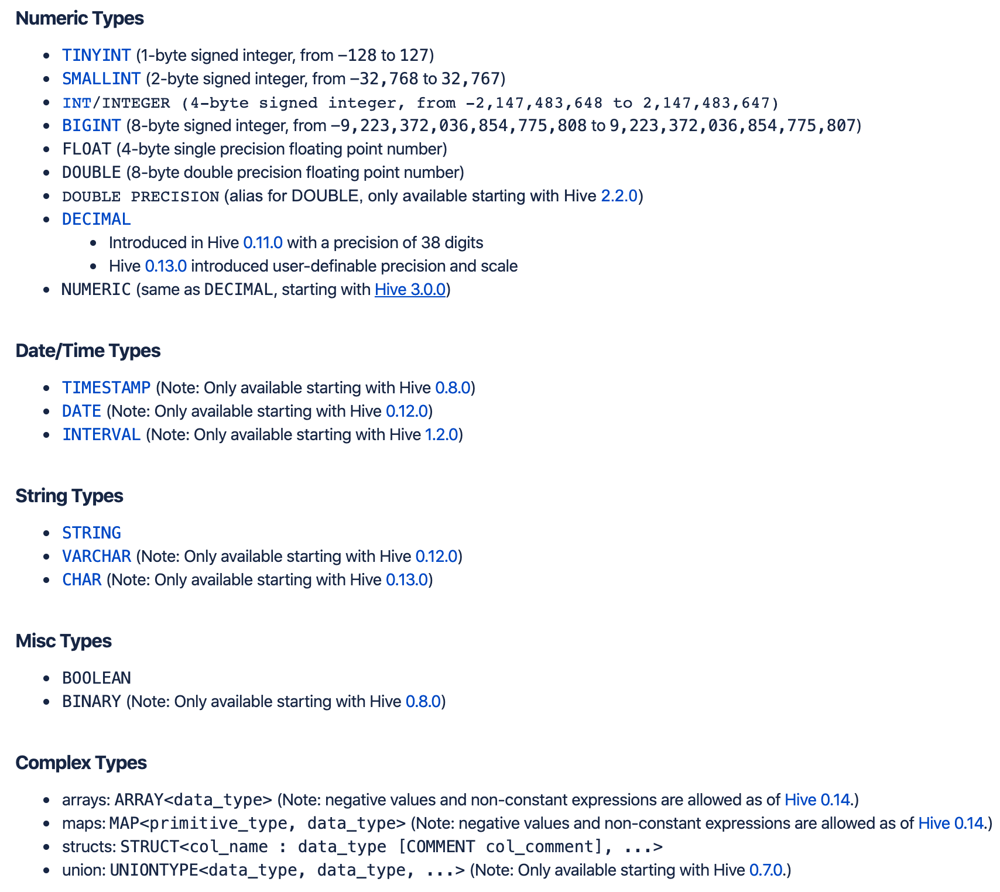 Numeric Types
• TINYINT (1-byte signed integer, from -128 to 127)
• SMALLINT (2-byte signed integer, from -32,768 to 32,767)
• INT/INTEGER (4-byte signed integer, from -2,147,483,648 to 2,147,483,647)
• BIGINT (8-byte signed integer, from -9,223,372,036,854,775,808 to 9,223,372,036,854,775,807)
• FLOAT (4-byte single precision floating point number)
• DOUBLE (8-byte double precision floating point number)
• DOUBLE PRECISION (alias for DOUBLE, only available starting with Hive 2.2.0)
• DECIMAL
• Introduced in Hive 0.11.0 with a precision of 38 digits
• Hive 0.13.0 introduced user-definable precision and scale
• NUMERIC (same as DECIMAL, starting with Hive 3.0.0)
Date/Time Types
• TIMESTAMP (Note: Only available starting with Hive 0.8.0)
• DATE (Note: Only available starting with Hive 0.12.0)
• INTERVAL (Note: Only available starting with Hive 1.2.0)
String Types
• STRING
• VARCHAR (Note: Only available starting with Hive 0.12.0)
• CHAR (Note: Only available starting with Hive 0.13.0)
Misc Types
• BOOLEAN
• BINARY (Note: Only available starting with Hive 0.8.0)
Complex Types
• arrays: ARRAY<data_type> (Note: negative values and non-constant expressions are allowed as of Hive 0.14.)
• maps: MAP<primitive_type, data_type> (Note: negative values and non-constant expressions are allowed as of Hive 0.14.)
• structs: STRUCT<col_name : data_type [COMMENT col_comment], ...>
• union: UNIONTYPE<data_type, data_type, ...> (Note: Only available starting with Hive 0.7.0.)